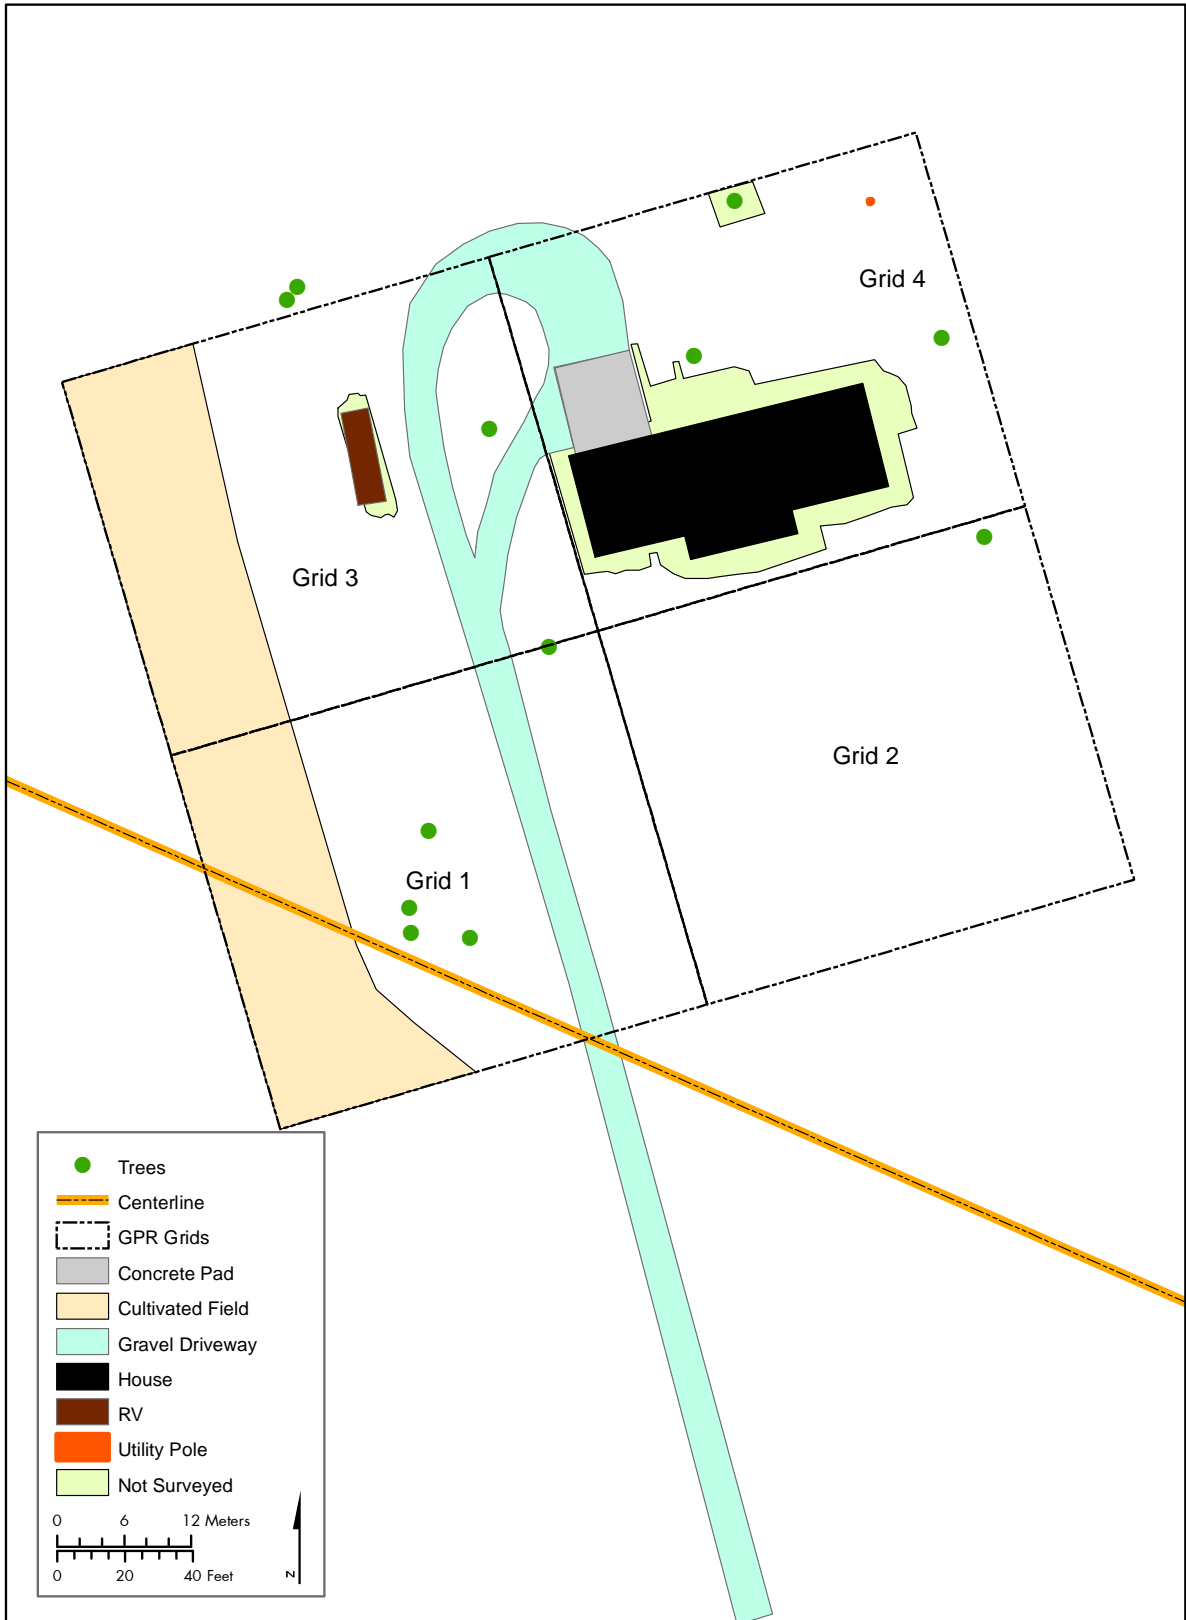 Grid 4
Grid 3
Grid 2
Grid 1
Trees
Centerline
GPR Grids
Concrete Pad
Cultivated Field
Gravel Driveway
House
RV
Utility Pole
Not Surveyed
0 6 12 Meters
0 20 40 Feet
N